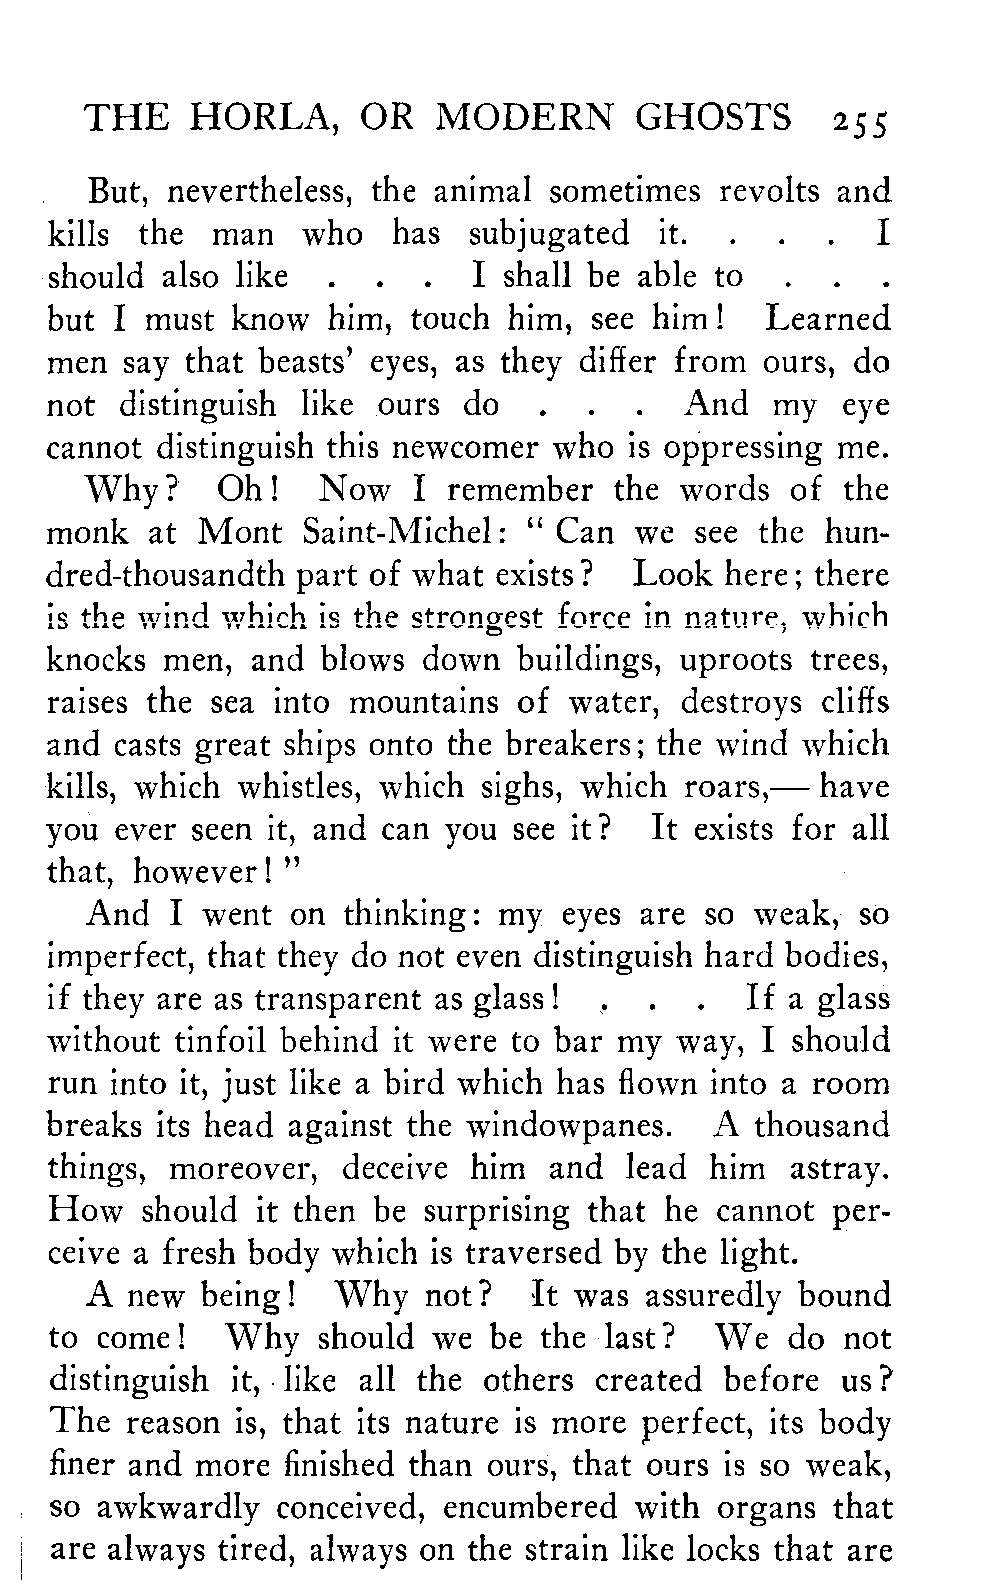 THE HORLA, OR MODERN GHOSTS 255
But, nevertheless, the animal sometimes revolts and
kills the man who has subjugated it. . . . I
should also like . . . I shall be able to . . .
but I must know him, touch him, see him! Learned
men say that beasts' eyes, as they differ from ours, do
not distinguish like ours do . . . And my eye
cannot distinguish this newcomer who is oppressing me.
Why? Oh! Now I remember the words of the
monk at Mont Saint-Michel: "Can we see the hun-
dred-thousandth part of what exists? Look here; there
is the wind which is the strongest force in nature, which
knocks men, and blows down buildings, uproots trees,
raises the sea into mountains of water, destroys cliffs
and casts great ships onto the breakers; the wind which
kills, which whistles, which sighs, which roars,— have
you ever seen it, and can you see it? It exists for all
that, however!"
And I went on thinking: my eyes are so weak, so
imperfect, that they do not even distinguish hard bodies,
if they are as transparent as glass! . . . If a glass
without tinfoil behind it were to bar my way, I should
run into it, just like a bird which has flown into a room
breaks its head against the windowpanes. A thousand
things, moreover, deceive him and lead him astray.
How should it then be surprising that he cannot per-
ceive a fresh body which is traversed by the light.
A new being! Why not? It was assuredly bound
to come! Why should we be the last? We do not
distinguish it, like all the others created before us?
The reason is, that its nature is more perfect, its body
finer and more finished than ours, that ours is so weak,
so awkwardly conceived, encumbered with organs that
are always tired, always on the strain like locks that are